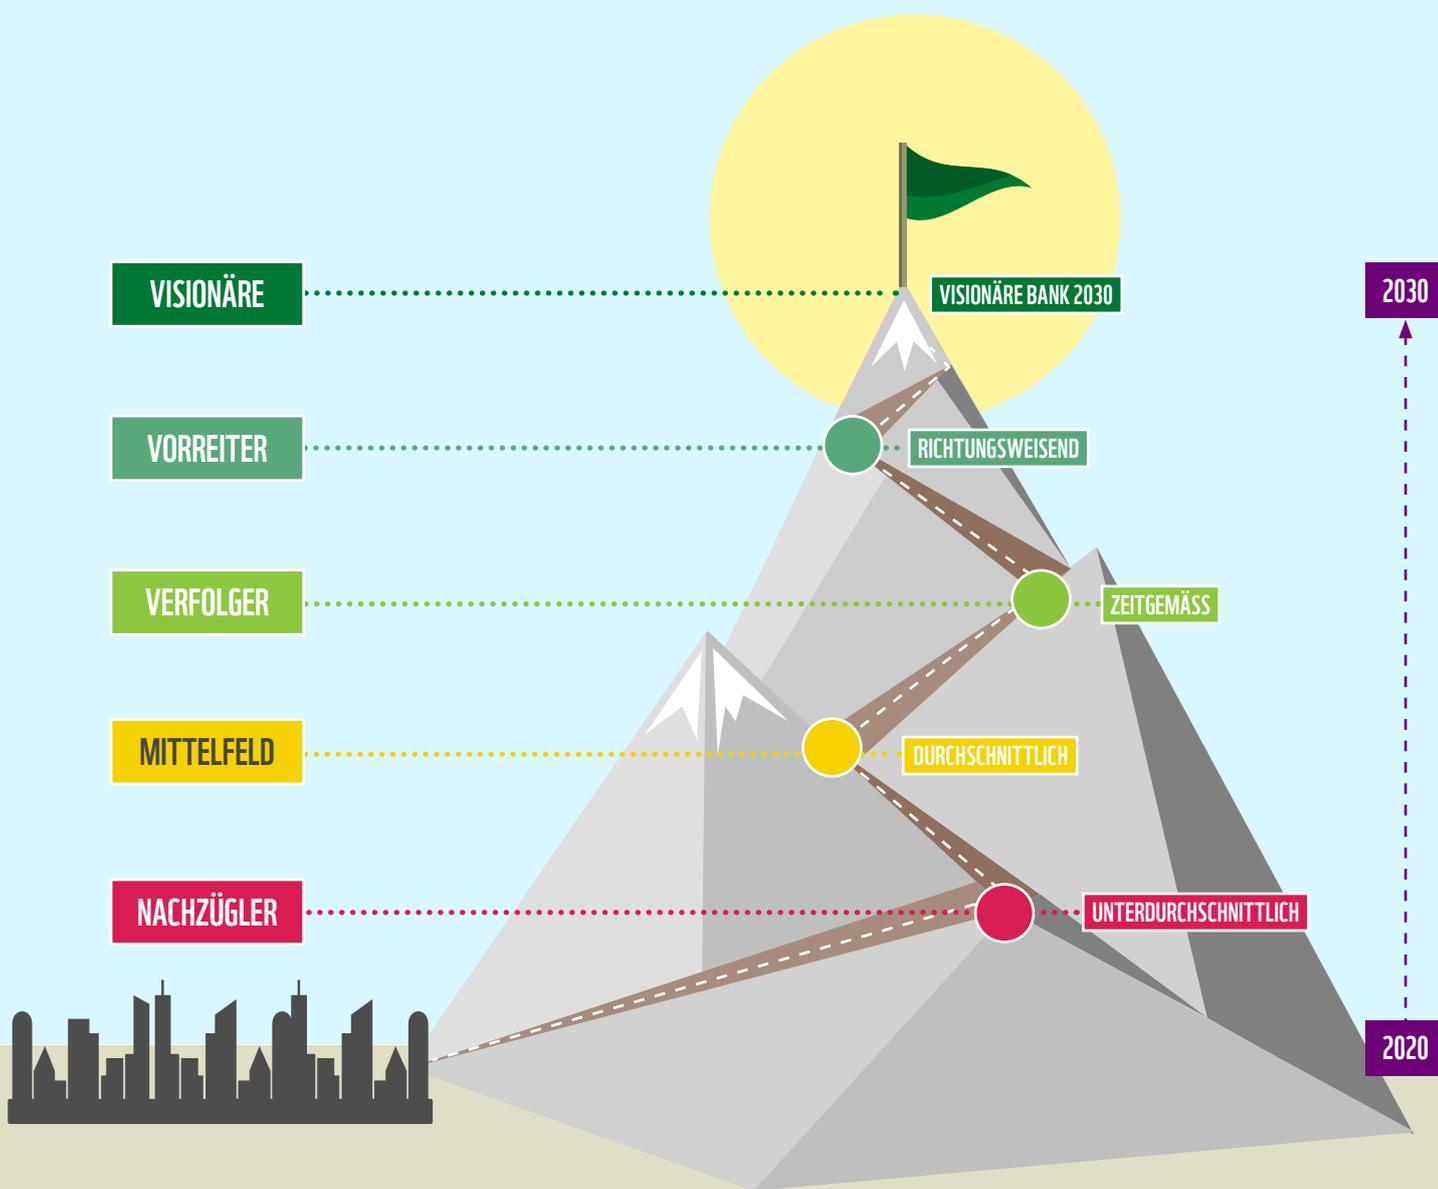 VISIONÄRE
VISIONÄRE BANK 2030
2030
VORREITER
RICHTUNGSWEISEND
VERFOLGER
ZEITGEMÄSS
MITTELFELD
DURCHSCHNITTLICH
NACHZÜGLER
UNTERDURCHSCHNITTLICH
2020